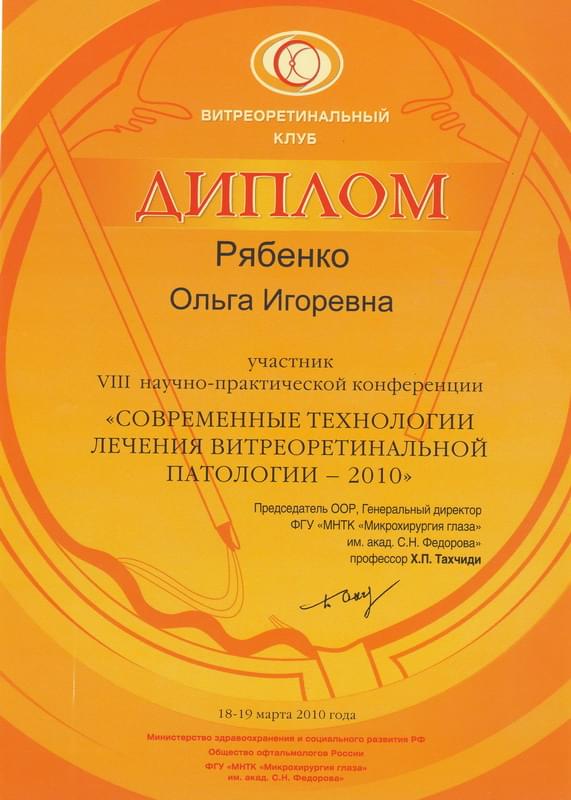 ВИТРЕОРЕТИНАЛЬНЫЙ
КЛУБ
ДИПЛОМ
Рябенко
Ольга Игоревна
участник
VIII научно-практической конференции
«СОВРЕМЕННЫЕ ТЕХНОЛОГИИ
ЛЕЧЕНИЯ ВИТРЕОРЕТИНАЛЬНОЙ
ПАТОЛОГИИ – 2010»
Председатель ООР, Генеральный директор
ФГУ «МНТК «Микрохирургия глаза»
им. акад. С.Н. Федорова»
профессор Х.П. Тахчиди
18-19 марта 2010 года
Министерство здравоохранения и социального развития РФ
Общество офтальмологов России
ФГУ «МНТК «Микрохирургия глаза»
им. акад. С.Н. Федорова»